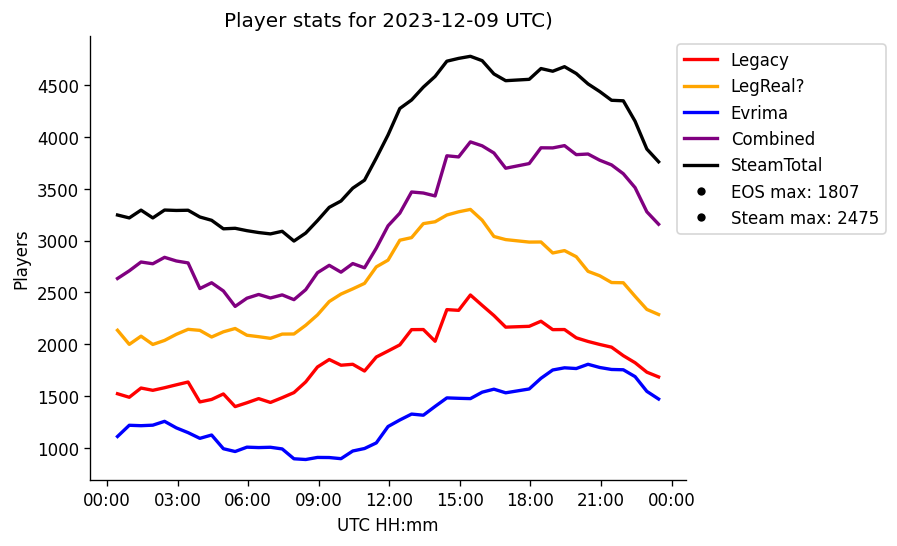 Player stats for 2023-12-09 UTC)
Legacy
LegReal?
Evrima
Combined
SteamTotal
EOS max: 1807
Steam max: 2475
Players
4500
4000
3500
3000
2500
2000
1500
1000
00:00 03:00 06:00 09:00 12:00 15:00 18:00 21:00 00:00
UTC HH:mm